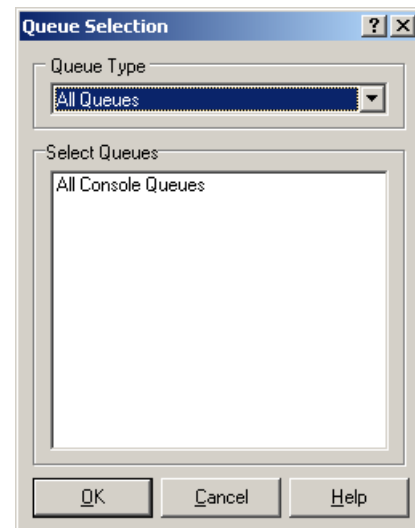 Queue Selection
Queue Type
All Queues
Select Queues
All Console Queues
OK Cancel Help